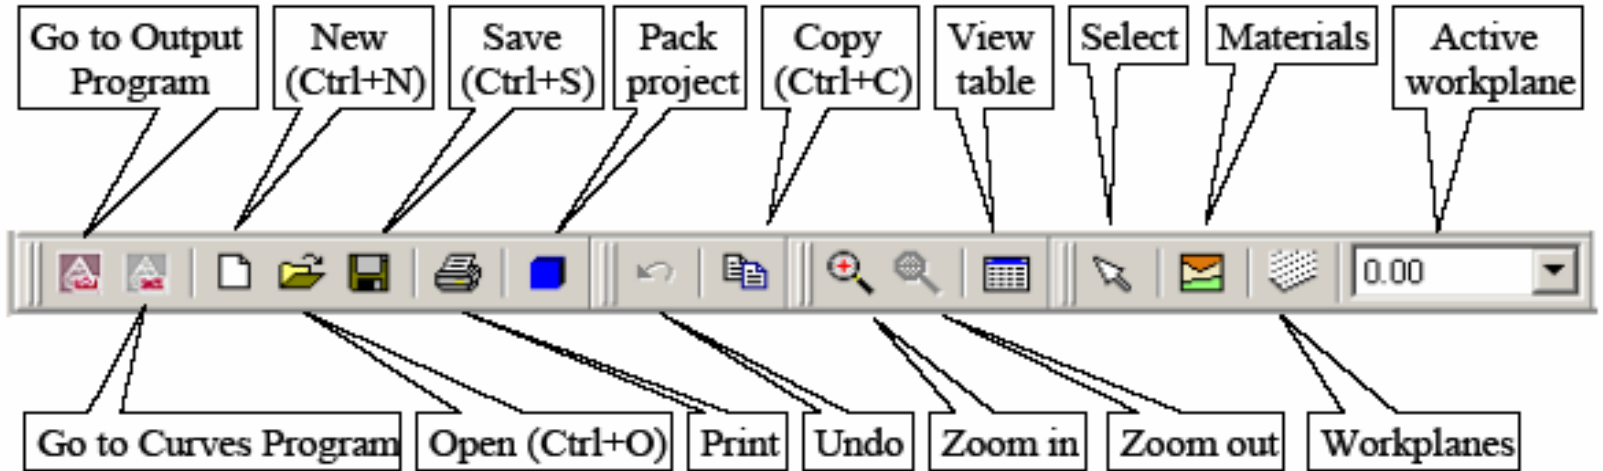 Go to Output
Program
New
(Ctrl+N)
Save
(Ctrl+S)
Pack
project
Copy
(Ctrl+C)
View
table
Select
Materials
Active
workplane
0.00
Go to Curves Program
Open (Ctrl+O)
Print
Undo
Zoom in
Zoom out
Workplanes